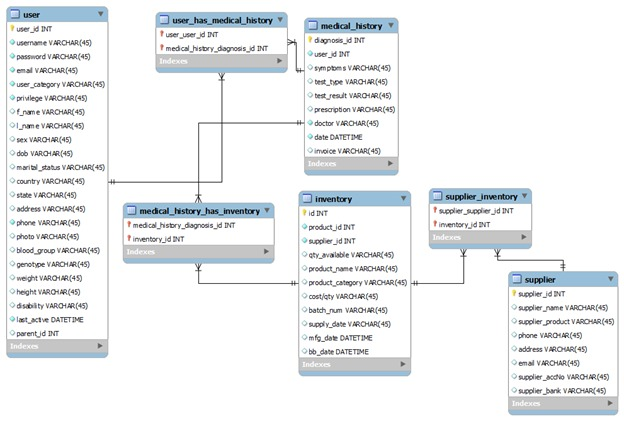 user
user_id INT
username VARCHAR(45)
password VARCHAR(45)
email VARCHAR(45)
user_category VARCHAR(45)
privilege VARCHAR(45)
f_name VARCHAR(45)
l_name VARCHAR(45)
sex VARCHAR(45)
dob VARCHAR(45)
marital_status VARCHAR(45)
country VARCHAR(45)
state VARCHAR(45)
address VARCHAR(45)
phone VARCHAR(45)
photo VARCHAR(45)
blood_group VARCHAR(45)
genotype VARCHAR(45)
weight VARCHAR(45)
height VARCHAR(45)
disability VARCHAR(45)
last_active DATETIME
parent_id INT
Indexes
user_has_medical_history
user_user_id INT
medical_history_diagnosis_id INT
Indexes
medical_history
diagnosis_id INT
user_id INT
symptoms VARCHAR(45)
test_type VARCHAR(45)
test_result VARCHAR(45)
prescription VARCHAR(45)
doctor VARCHAR(45)
date DATETIME
invoice VARCHAR(45)
Indexes
medical_history_has_inventory
medical_history_diagnosis_id INT
inventory_id INT
Indexes
inventory
id INT
product_id INT
supplier_id INT
qty_available VARCHAR(45)
product_name VARCHAR(45)
product_category VARCHAR(45)
cost/qty VARCHAR(45)
batch_num VARCHAR(45)
supply_date VARCHAR(45)
mfg_date DATETIME
bb_date DATETIME
Indexes
supplier_inventory
supplier_supplier_id INT
inventory_id INT
Indexes
supplier
supplier_id INT
supplier_name VARCHAR(45)
supplier_product VARCHAR(45)
phone VARCHAR(45)
address VARCHAR(45)
email VARCHAR(45)
supplier_accNo VARCHAR(45)
supplier_bank VARCHAR(45)
Indexes